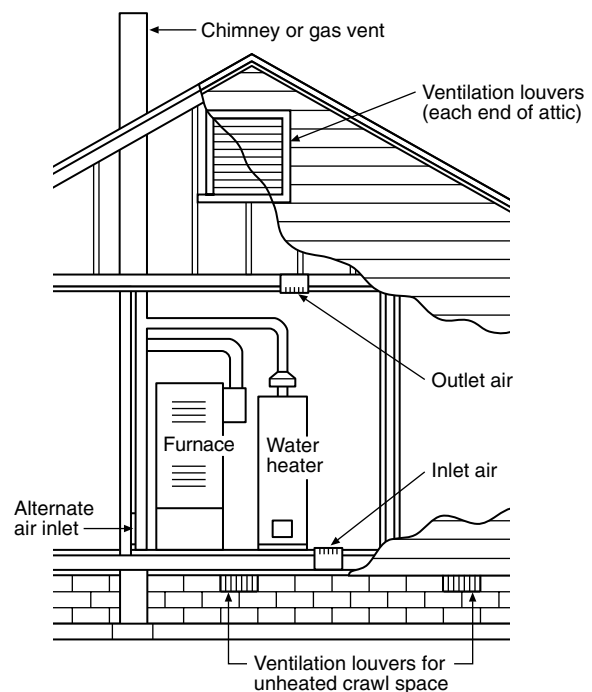 Chimney or gas vent
Ventilation louvers
(each end of attic)
Outlet air
Furnace
Water
heater
Inlet air
Alternate
air inlet
Ventilation louvers for
unheated crawl space